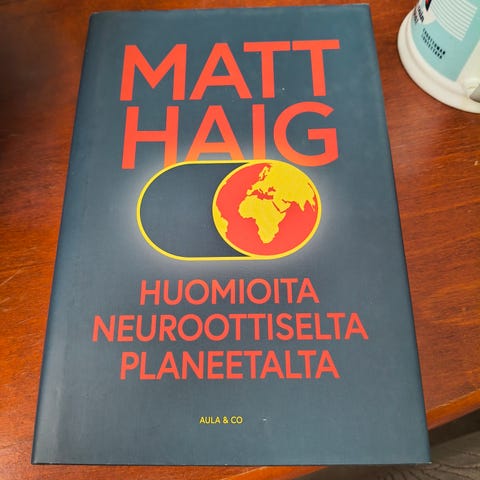 MATT
HAIG
HUOMIOITA
NEUROOTTISELTA
PLANEETALTA
AULA & CO